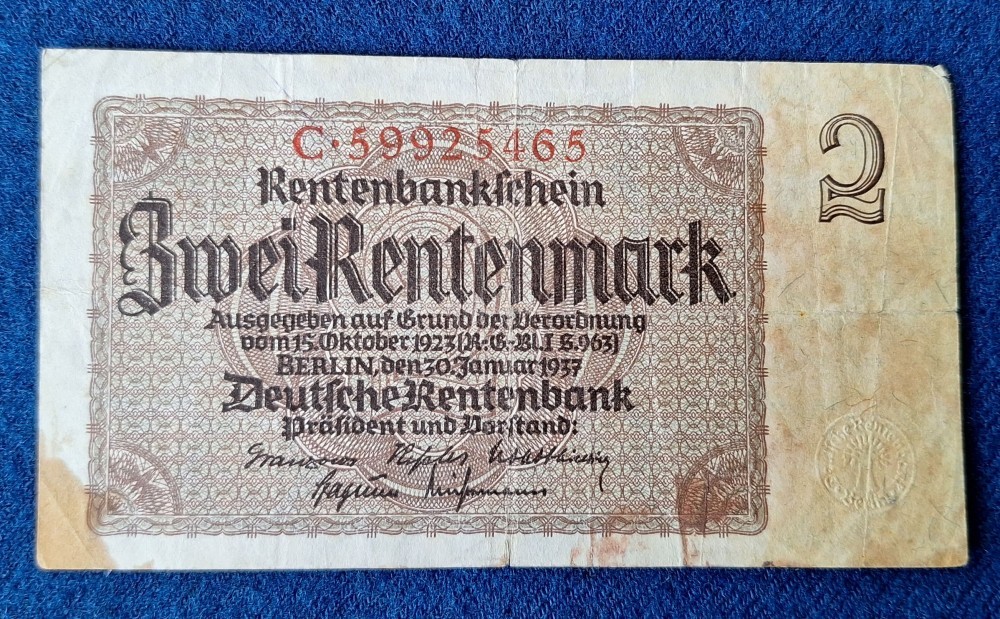 C·59925465
2
Rentenbankschein
Zwei Rentenmark
Ausgegeben auf Grund der Verordnung
vom 15. Oktober 1923 (R.-G.-Bl. I S. 963)
BERLIN, den 30. Januar 1937
Deutsche Rentenbank
Präsident und Vorstand: